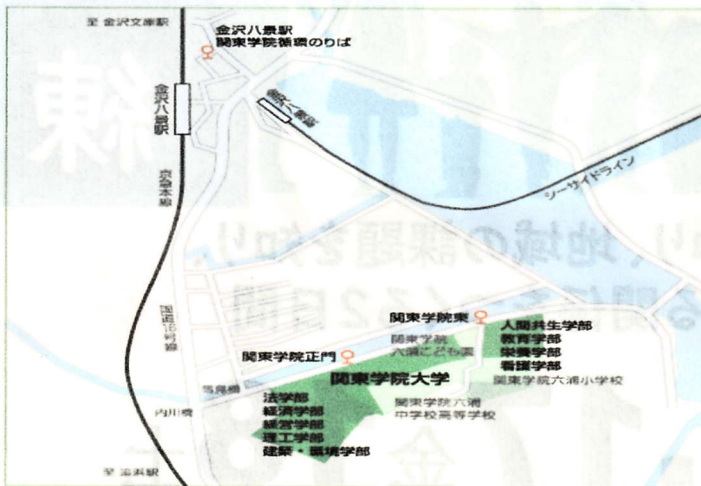 至 金沢文庫駅
金沢八景駅
関東学院循環のりば
金沢八景駅
金沢八景駅
京急本線
シーサイドライン
国道16号線
関東学院東
人間共生学部
教育学部
栄養学部
看護学部
関東学院
六浦こども園
関東学院正門
関東学院大学
関東学院六浦小学校
法学部
経済学部
経営学部
理工学部
建築・環境学部
関東学院六浦
中学校高等学校
内川橋
至 追浜駅